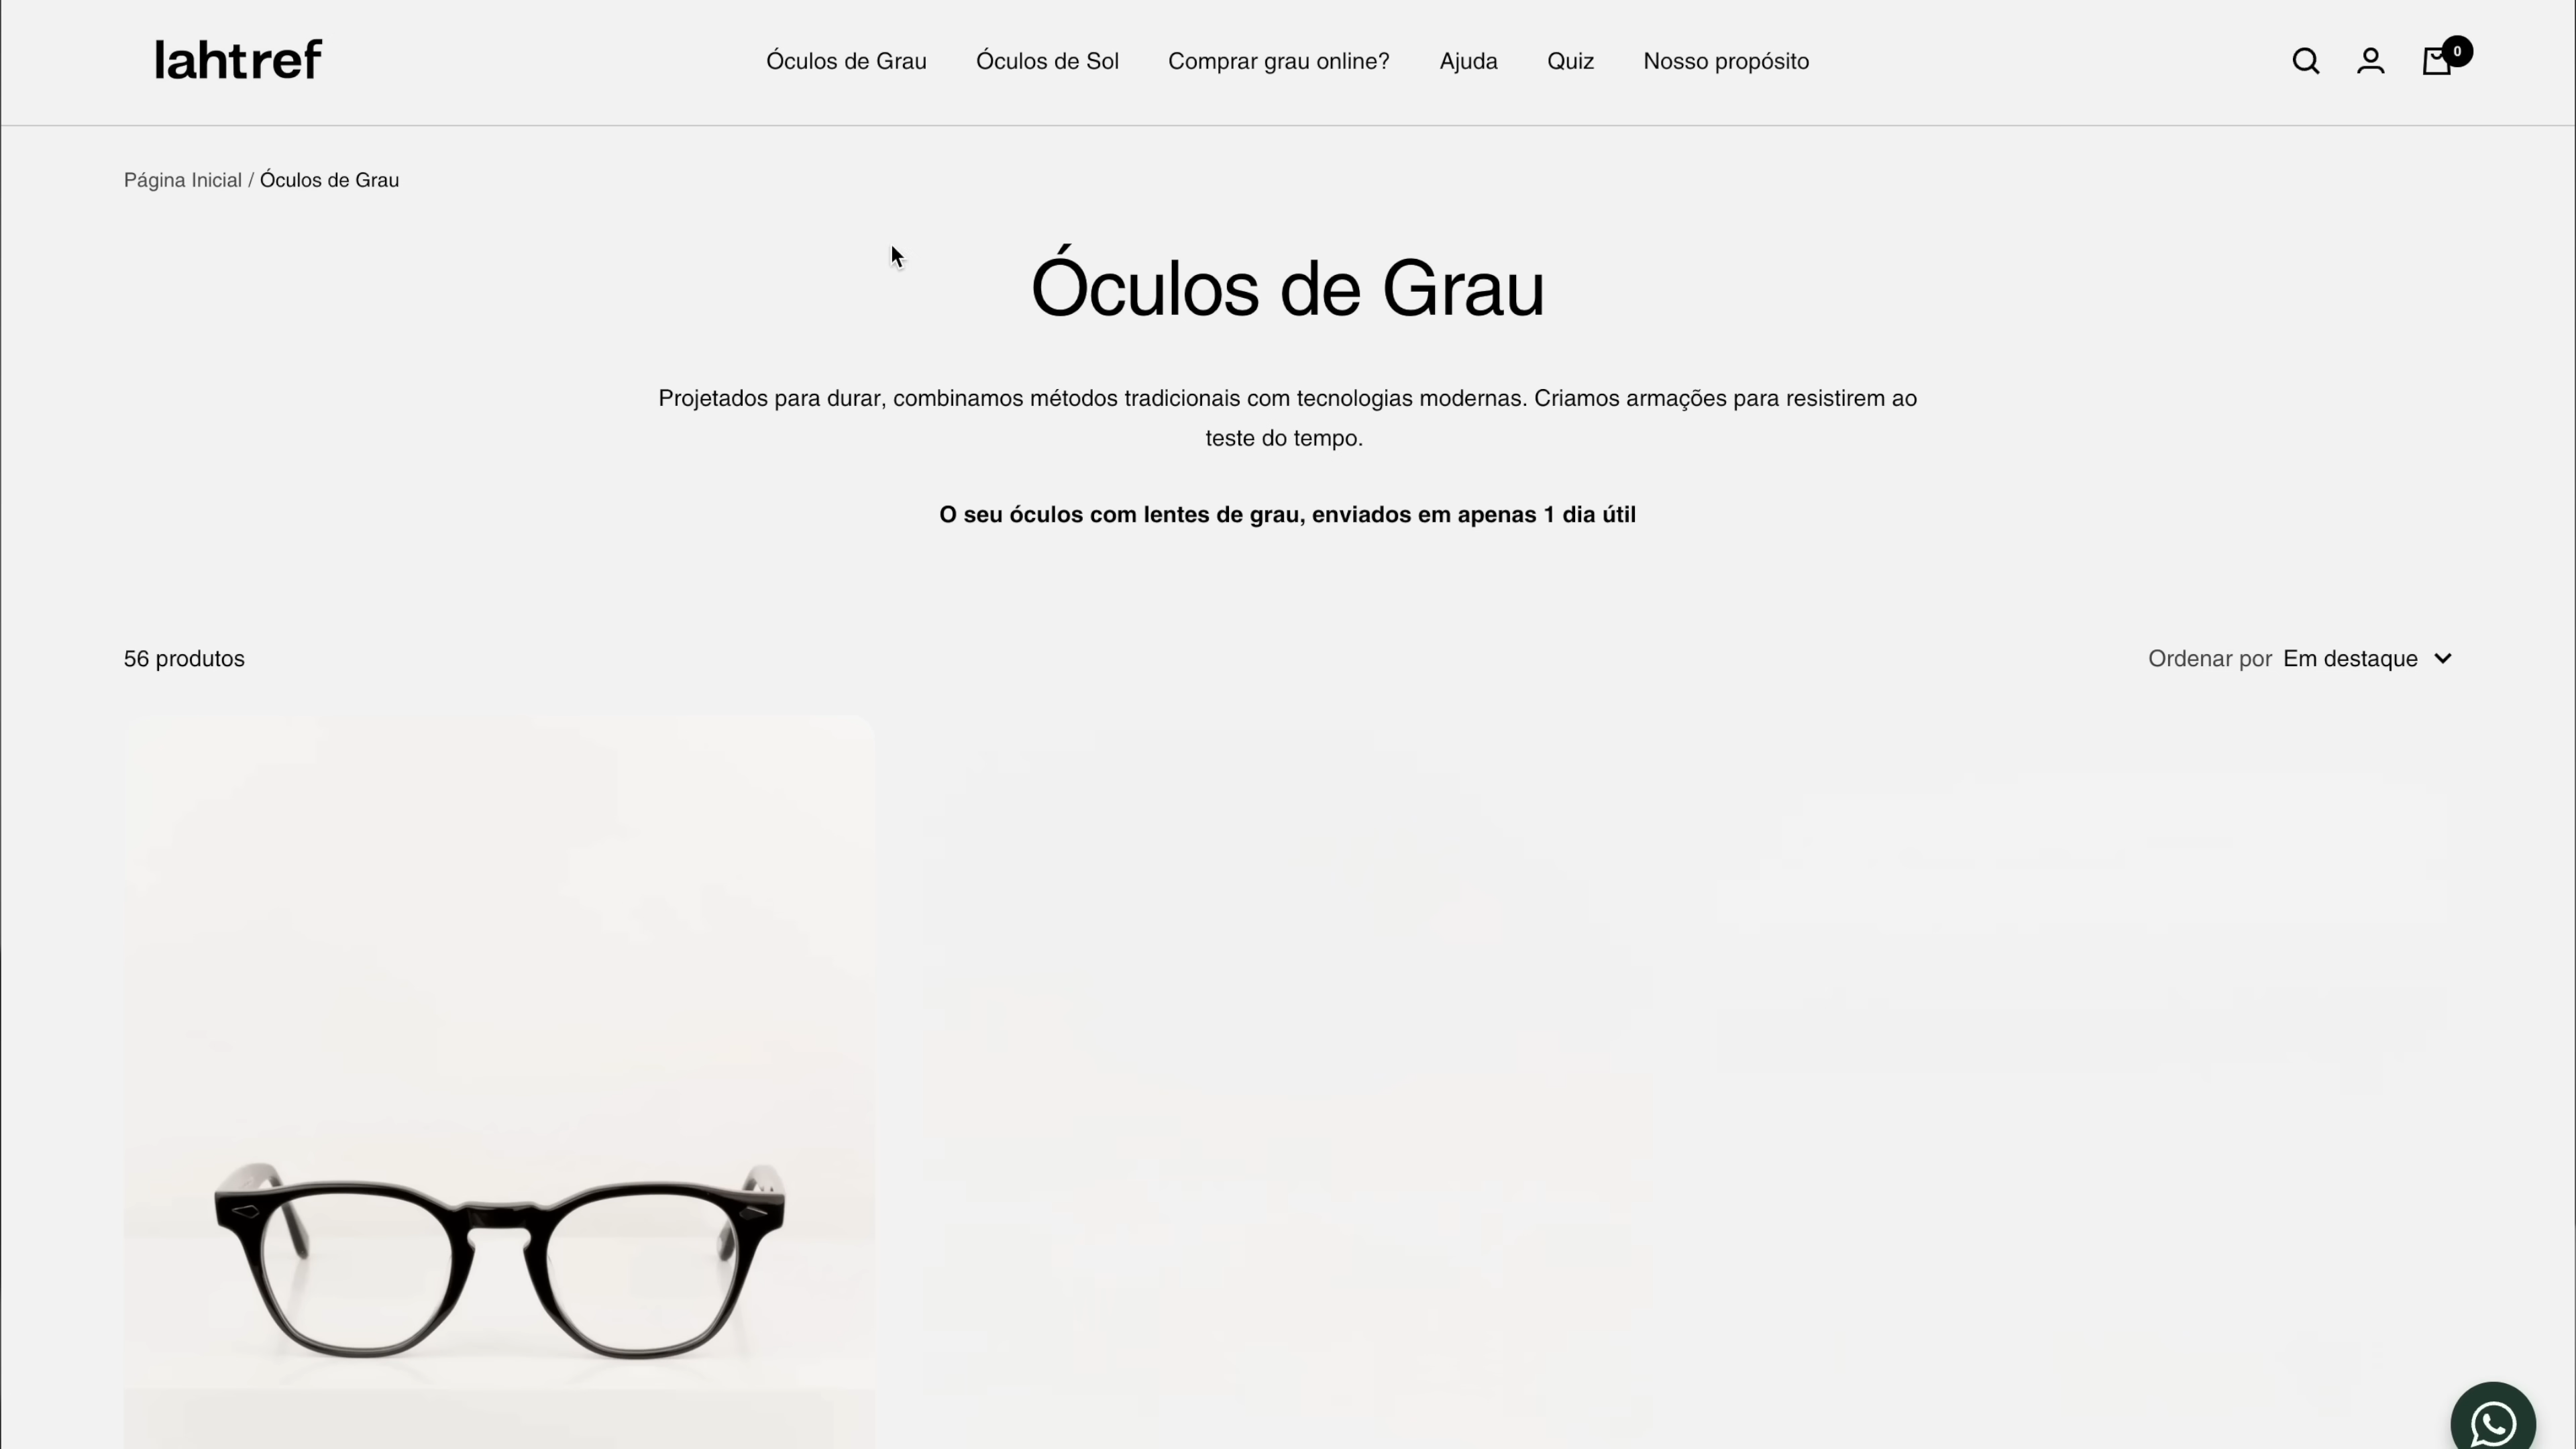 lahtref
Óculos de Grau
Óculos de Sol
Comprar grau online?
Ajuda
Quiz
Nosso propósito
0
Página Inicial / Óculos de Grau
Óculos de Grau
Projetados para durar, combinamos métodos tradicionais com tecnologias modernas. Criamos armações para resistirem ao
teste do tempo.
O seu óculos com lentes de grau, enviados em apenas 1 dia útil
56 produtos
Ordenar por Em destaque